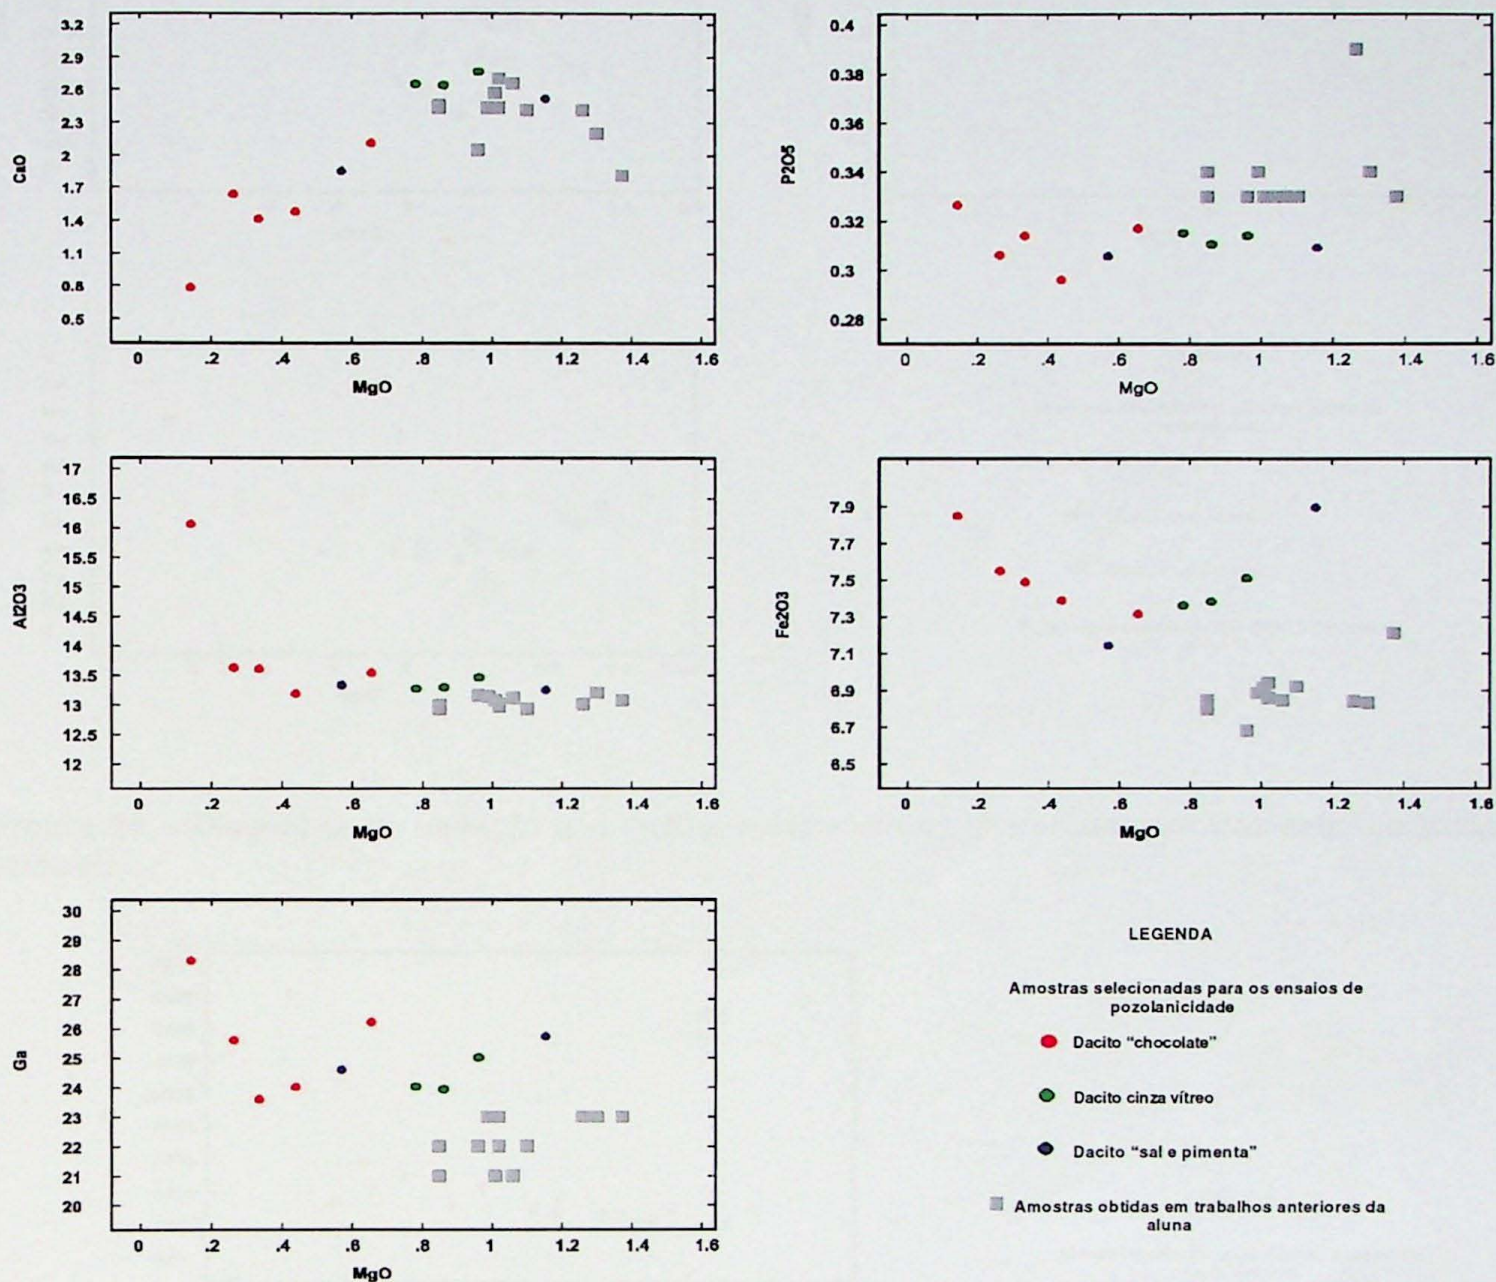 3.2
2.9
2.6
2.3
2
1.7
1.4
1.1
0.8
0.5
CaO
0 .2 .4 .6 .8 1 1.2 1.4 1.6
MgO
0.4
0.38
0.36
0.34
0.32
0.3
0.28
P2O5
0 .2 .4 .6 .8 1 1.2 1.4 1.6
MgO
17
16.5
16
15.5
15
14.5
14
13.5
13
12.5
12
Al2O3
0 .2 .4 .6 .8 1 1.2 1.4 1.6
MgO
7.9
7.7
7.5
7.3
7.1
6.9
6.7
6.5
Fe2O3
0 .2 .4 .6 .8 1 1.2 1.4 1.6
MgO
30
29
28
27
26
25
24
23
22
21
20
Ga
0 .2 .4 .6 .8 1 1.2 1.4 1.6
MgO
LEGENDA
Amostras selecionadas para os ensaios de
pozolanicidade
Dacito "chocolate"
Dacito cinza vítreo
Dacito "sal e pimenta"
Amostras obtidas em trabalhos anteriores da
aluna